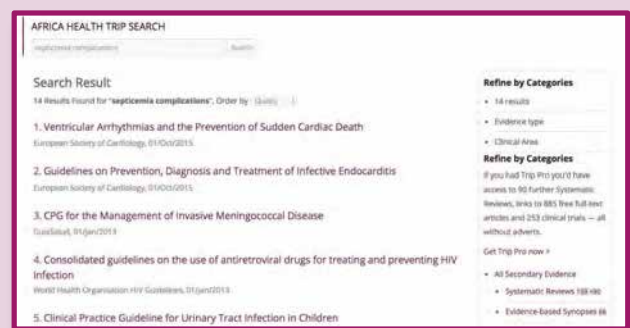 AFRICA HEALTH TRIP SEARCH
septicemia complications
Search
Search Result
14 Results Found for "septicemia complications", Order by Quality
1. Ventricular Arrhythmias and the Prevention of Sudden Cardiac Death
European Society of Cardiology, 01/Oct/2015
2. Guidelines on Prevention, Diagnosis and Treatment of Infective Endocarditis
European Society of Cardiology, 01/Oct/2015
3. CPG for the Management of Invasive Meningococcal Disease
GuiaSalud, 01/Jan/2013
4. Consolidated guidelines on the use of antiretroviral drugs for treating and preventing HIV
Infection
World Health Organisation HIV Guidelines, 01/Jan/2013
5. Clinical Practice Guideline for Urinary Tract Infection in Children
Refine by Categories
14 results
Evidence type
Clinical Area
Refine by Categories
If you had Trip Pro you'd have
access to 90 further Systematic
Reviews, links to 885 free full-text
articles and 253 clinical trials — all
without adverts.
Get Trip Pro now >
All Secondary Evidence
Systematic Reviews
Evidence-based Synopses